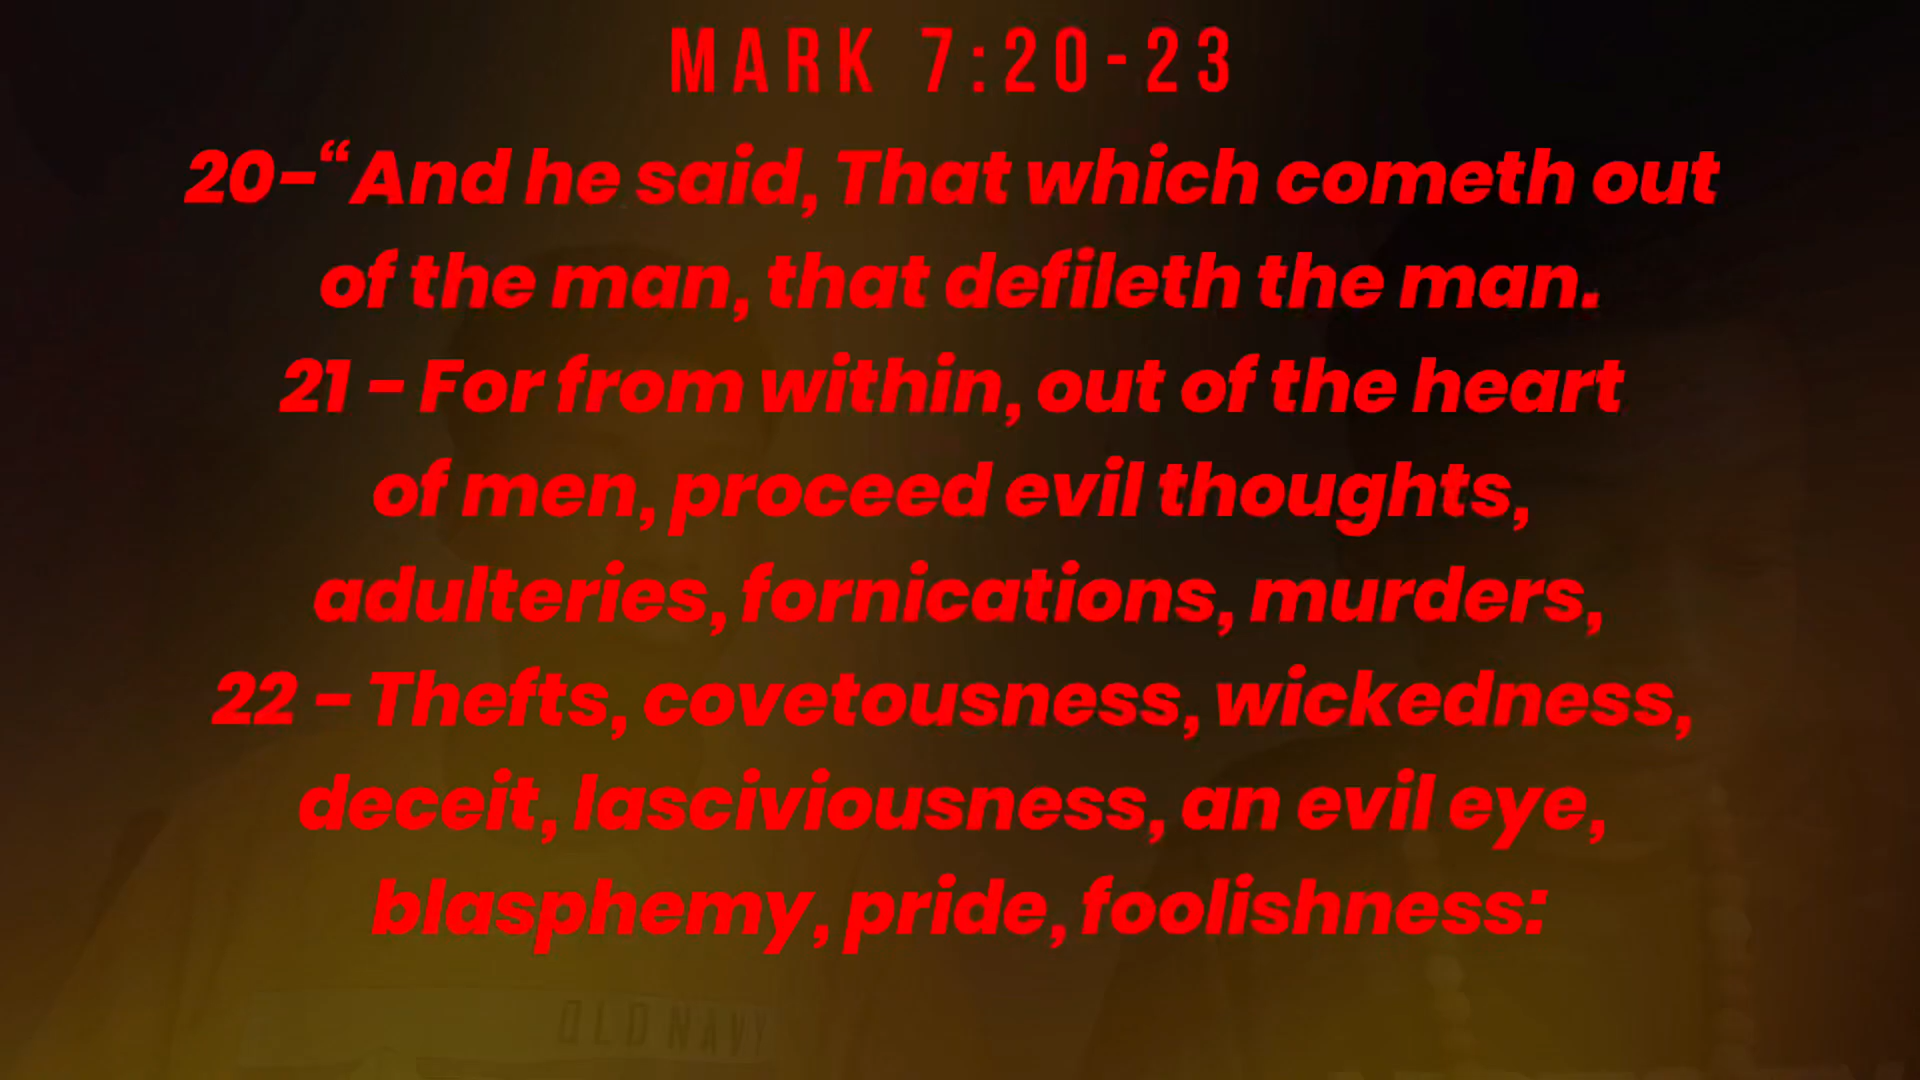 MARK 7:20-23
20-“And he said, That which cometh out
of the man, that defileth the man.
21 - For from within, out of the heart
of men, proceed evil thoughts,
adulteries, fornications, murders,
22 - Thefts, covetousness, wickedness,
deceit, lasciviousness, an evil eye,
blasphemy, pride, foolishness:
OLD NAVY